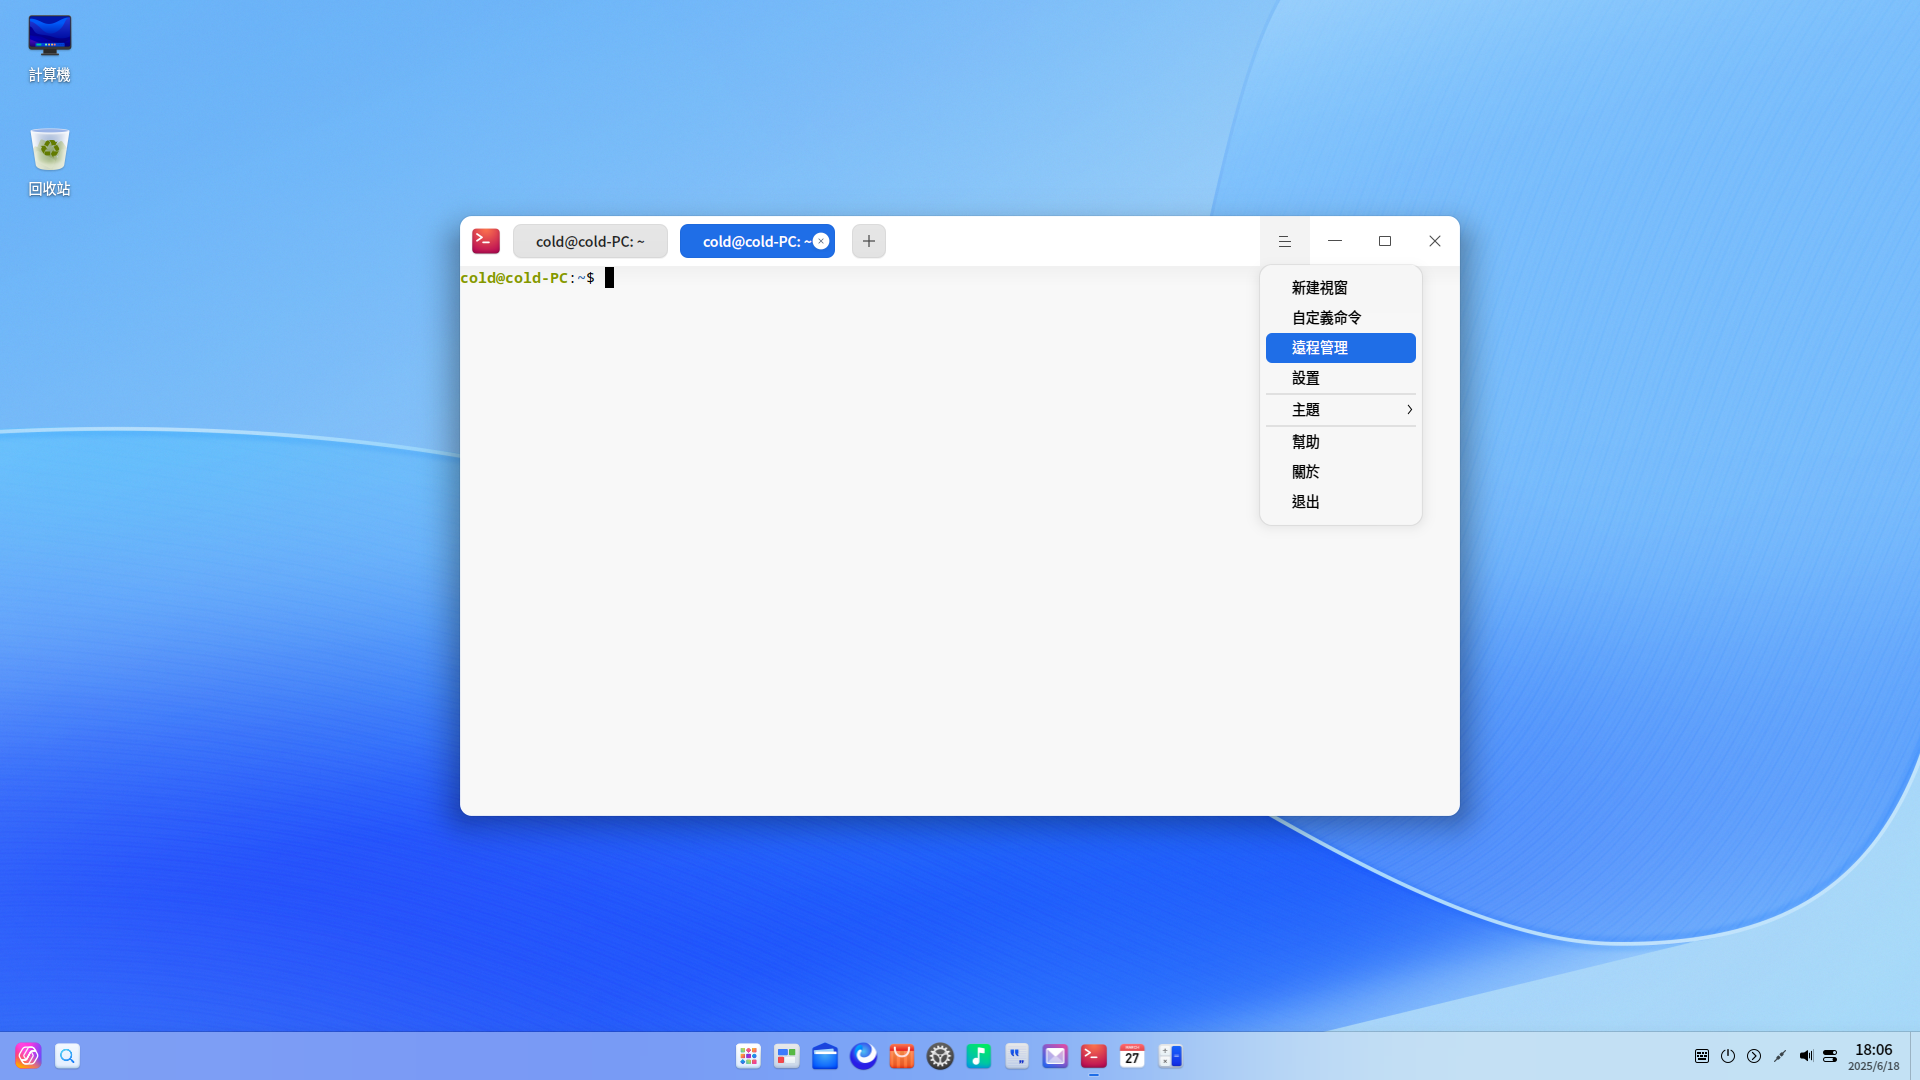 計算機
回收站
cold@cold-PC: ~
cold@cold-PC: ~
cold@cold-PC:~$
新建視窗
自定義命令
遠程管理
設置
主題
幫助
關於
退出
MARCH
27
18:06
2025/6/18